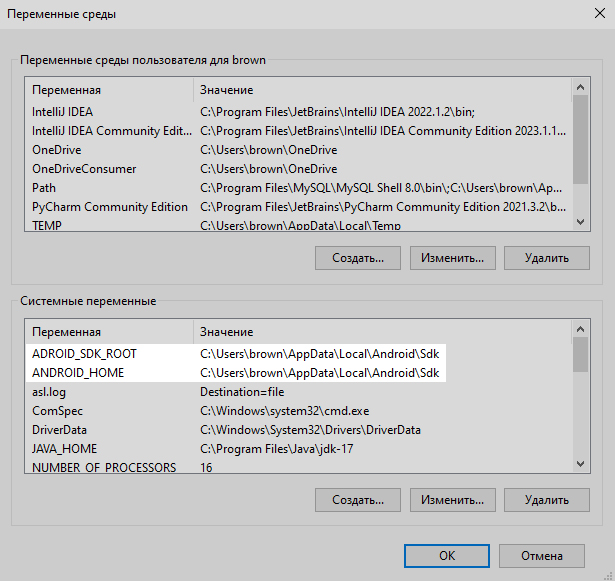 Переменные среды
Переменные среды пользователя для brown
Переменная Значение
IntelliJ IDEA C:\Program Files\JetBrains\IntelliJ IDEA 2022.1.2\bin;
IntelliJ IDEA Community Edit... C:\Program Files\JetBrains\IntelliJ IDEA Community Edition 2023.1.1...
OneDrive C:\Users\brown\OneDrive
OneDriveConsumer C:\Users\brown\OneDrive
Path C:\Program Files\MySQL\MySQL Shell 8.0\bin\;C:\Users\brown\Ap...
PyCharm Community Edition C:\Program Files\JetBrains\PyCharm Community Edition 2021.3.2\b...
TEMP C:\Users\brown\AppData\Local\Temp
Создать... Изменить... Удалить
Системные переменные
Переменная Значение
ADROID_SDK_ROOT C:\Users\brown\AppData\Local\Android\Sdk
ANDROID_HOME C:\Users\brown\AppData\Local\Android\Sdk
asl.log Destination=file
ComSpec C:\Windows\system32\cmd.exe
DriverData C:\Windows\System32\Drivers\DriverData
JAVA_HOME C:\Program Files\Java\jdk-17
NUMBER_OF_PROCESSORS 16
Создать... Изменить... Удалить
ОК Отмена